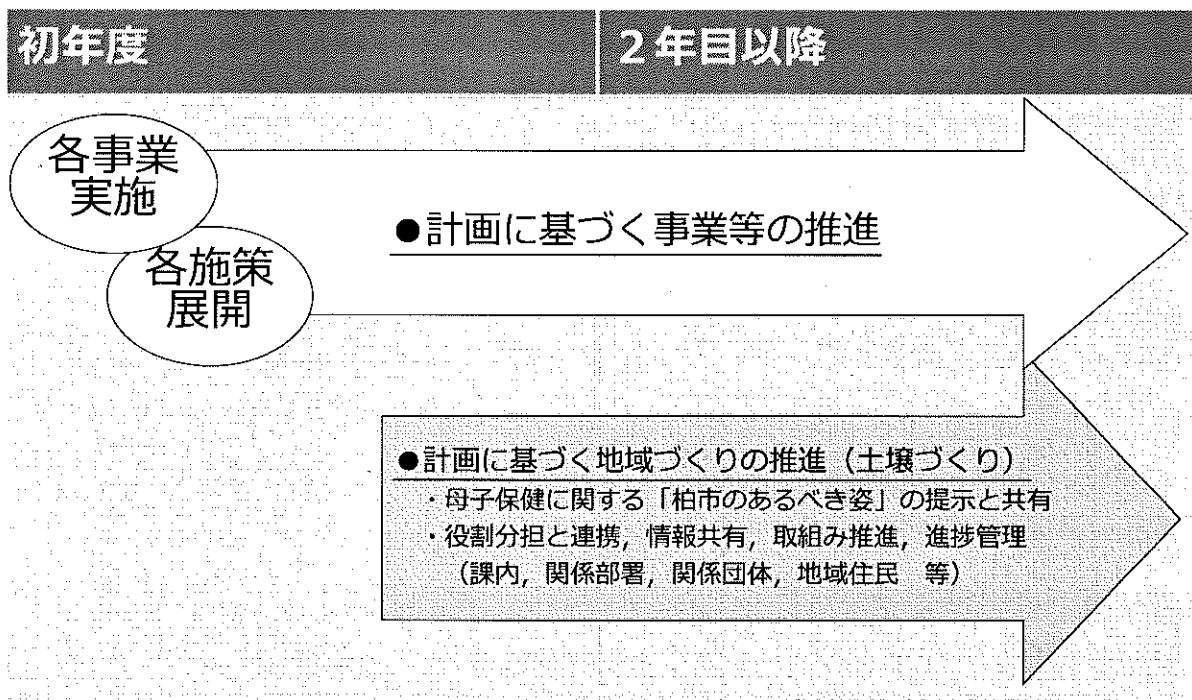 初年度
２年目以降
各事業
実施
各施策
展開
●計画に基づく事業等の推進
●計画に基づく地域づくりの推進（土壌づくり）
・母子保健に関する「柏市のあるべき姿」の提示と共有
・役割分担と連携，情報共有，取組み推進，進捗管理
（課内，関係部署，関係団体，地域住民　等）